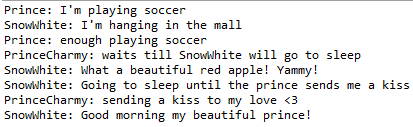 Prince: I'm playing soccer
SnowWhite: I'm hanging in the mall
Prince: enough playing soccer
PrinceCharmy: waits till SnowWhite will go to sleep
SnowWhite: What a beautiful red apple! Yammy!
SnowWhite: Going to sleep until the prince sends me a kiss
PrinceCharmy: sending a kiss to my love <3
SnowWhite: Good morning my beautiful prince!